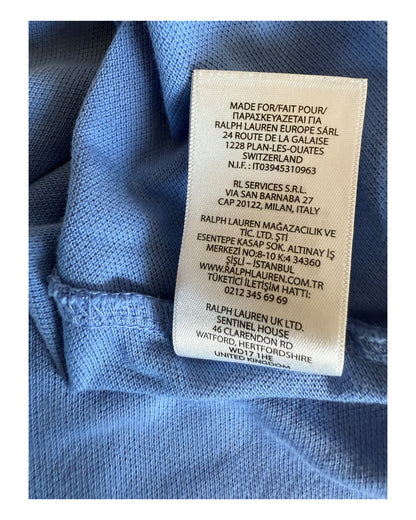 MADE FOR/FAIT POUR/
ΠΑΡΑΣΚΕΥΑΖΕΤΑΙ ΓΙΑ
RALPH LAUREN EUROPE SÁRL
24 ROUTE DE LA GALAISE
1228 PLAN-LES-OUATES
SWITZERLAND
N.I.F. : IT03945310963
RL SERVICES S.R.L.
VIA SAN BARNABA 27
CAP 20122, MILAN, ITALY
RALPH LAUREN MAĞAZACILIK VE
TİC. LTD. ŞTİ
ESENTEPE KASAP SOK. ALTINAY İŞ
MERKEZİ NO:8-10 K:4 34360
ŞİŞLİ – İSTANBUL
WWW.RALPHLAUREN.COM.TR
TÜKETİCİ İLETİŞİM HATTI:
0212 345 69 69
RALPH LAUREN UK LTD.
SENTINEL HOUSE
46 CLARENDON RD
WATFORD, HERTFORDSHIRE
WD17 1HE
UNITED KINGDOM